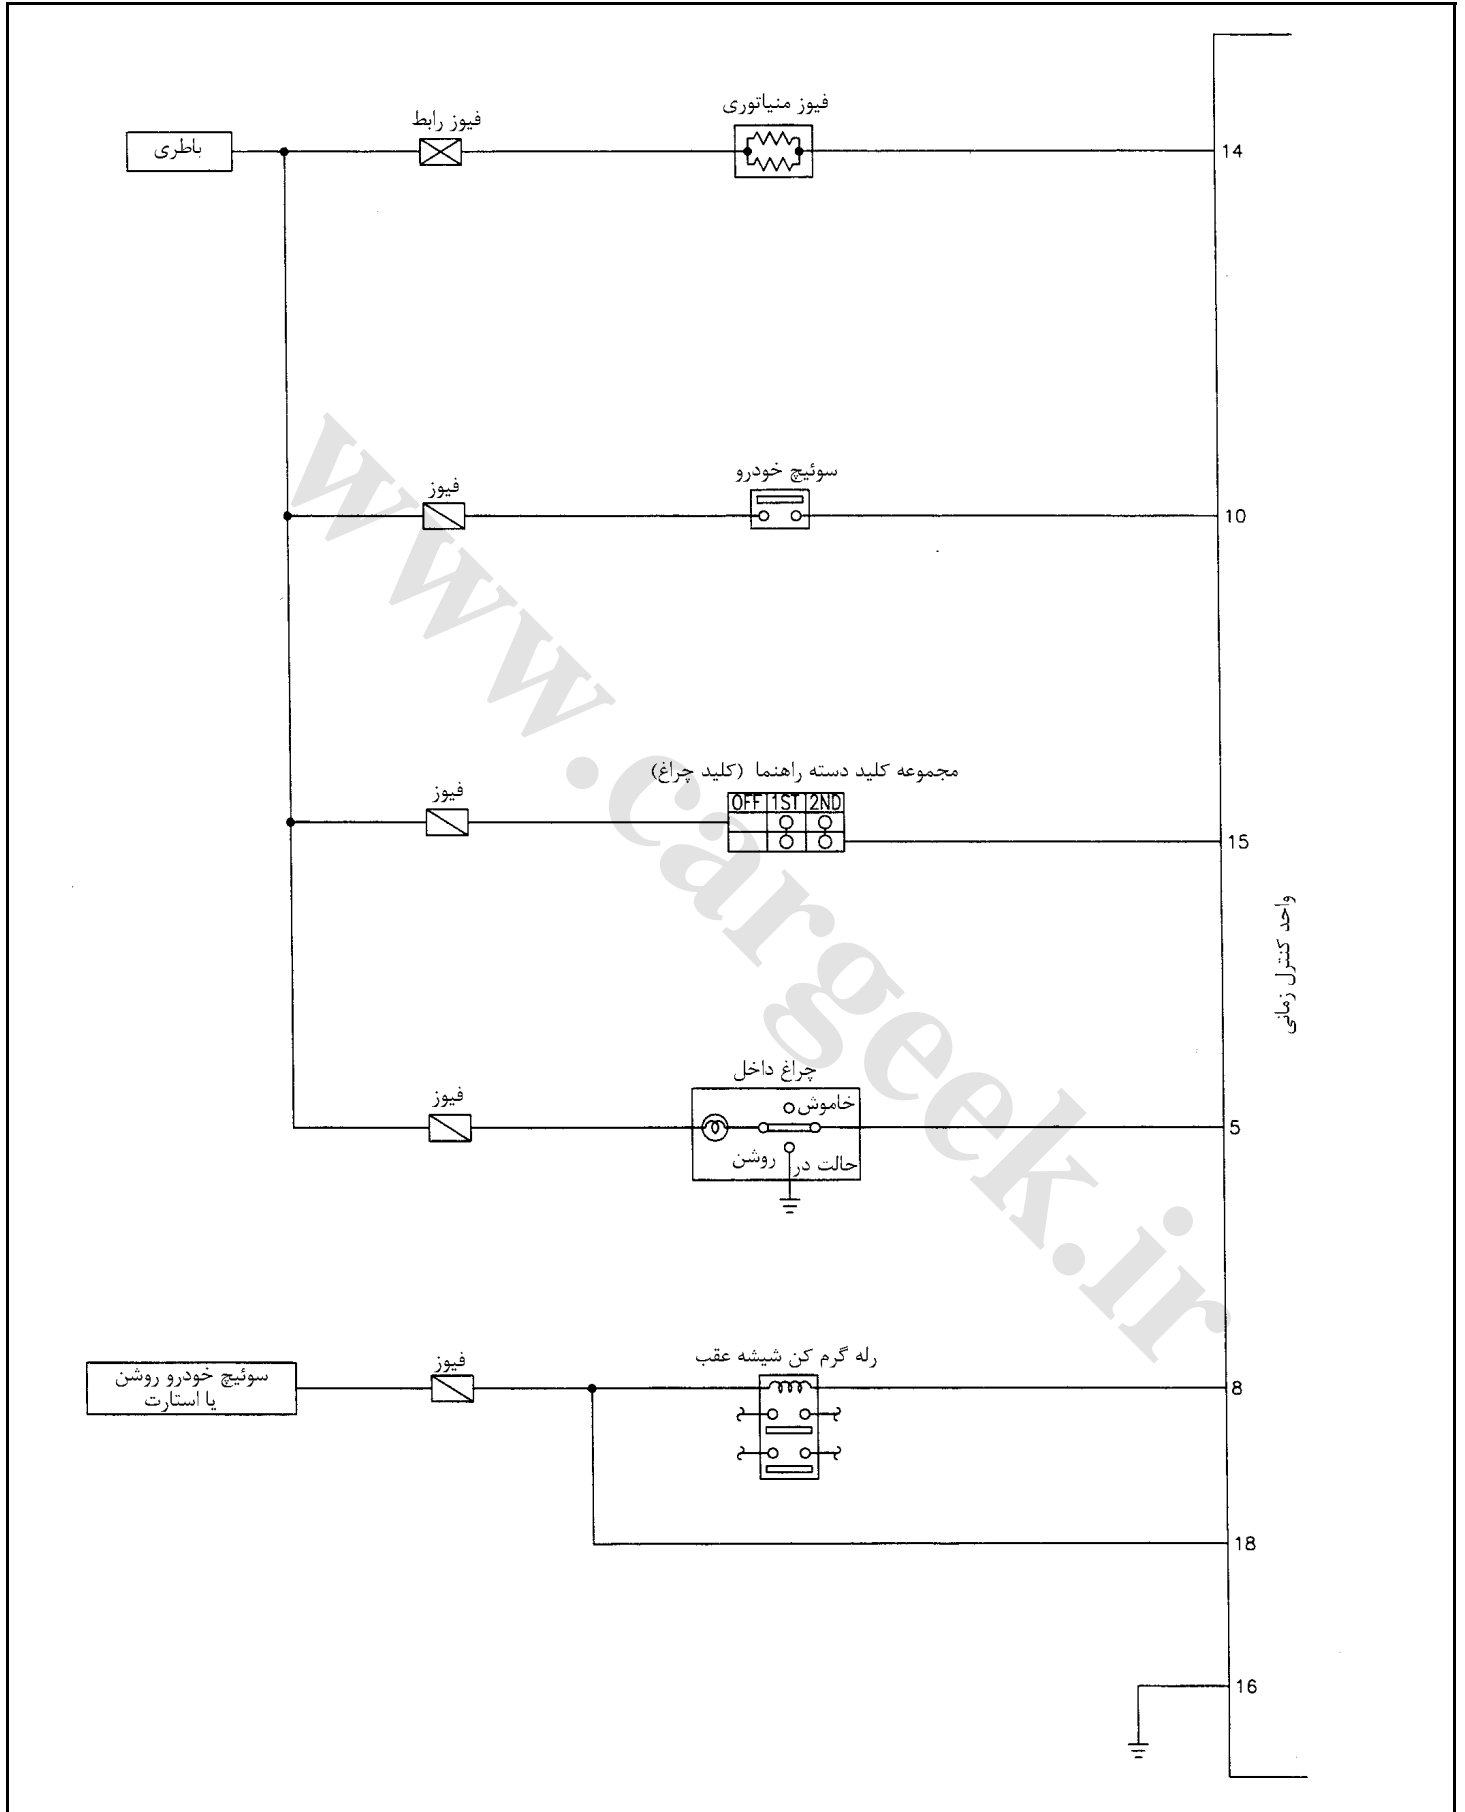 فیوز منیاتوری
فیوز رابط
باطری
14
سوئیچ خودرو
فیوز
10
مجموعه کلید دسته راهنما (کلید چراغ)
فیوز
OFF 1ST 2ND
15
واحد کنترل زمانی
چراغ داخل
فیوز
خاموش
5
روشن
حالت در
رله گرم کن شیشه عقب
فیوز
سوئیچ خودرو روشن
یا استارت
8
18
16
www.cargeek.ir